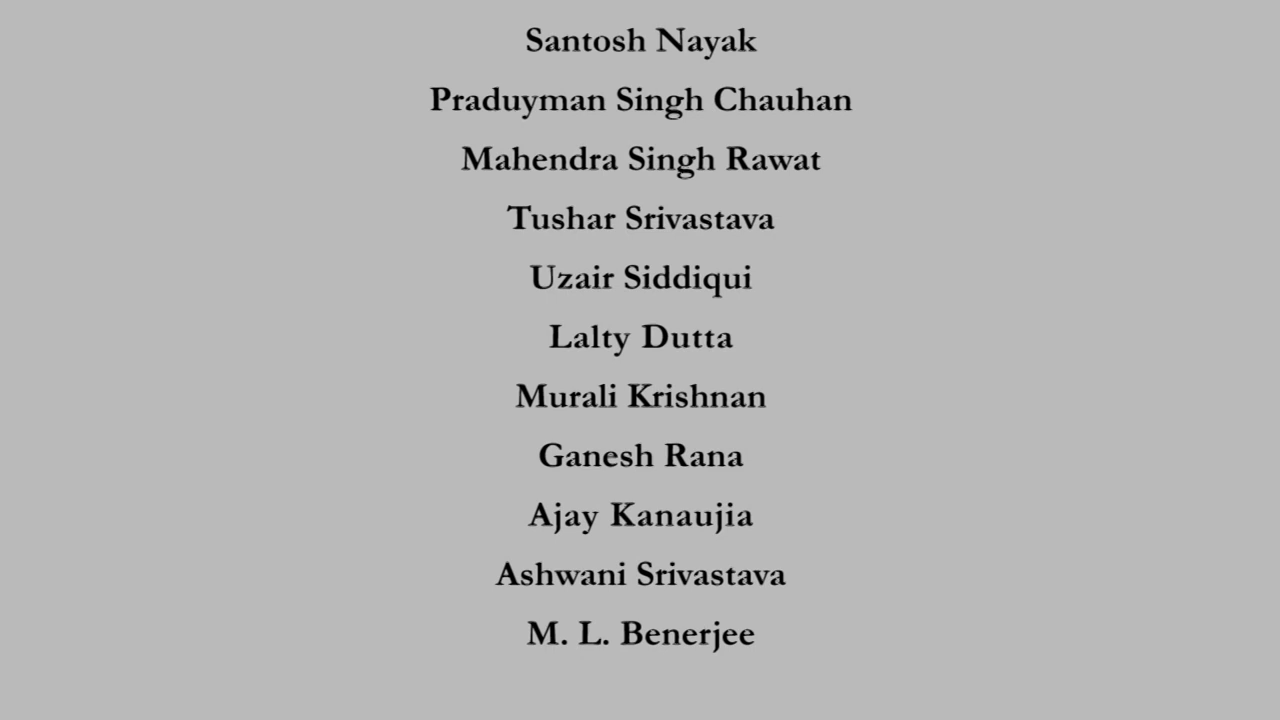 Santosh Nayak
Praduyman Singh Chauhan
Mahendra Singh Rawat
Tushar Srivastava
Uzair Siddiqui
Lalty Dutta
Murali Krishnan
Ganesh Rana
Ajay Kanaujia
Ashwani Srivastava
M. L. Benerjee